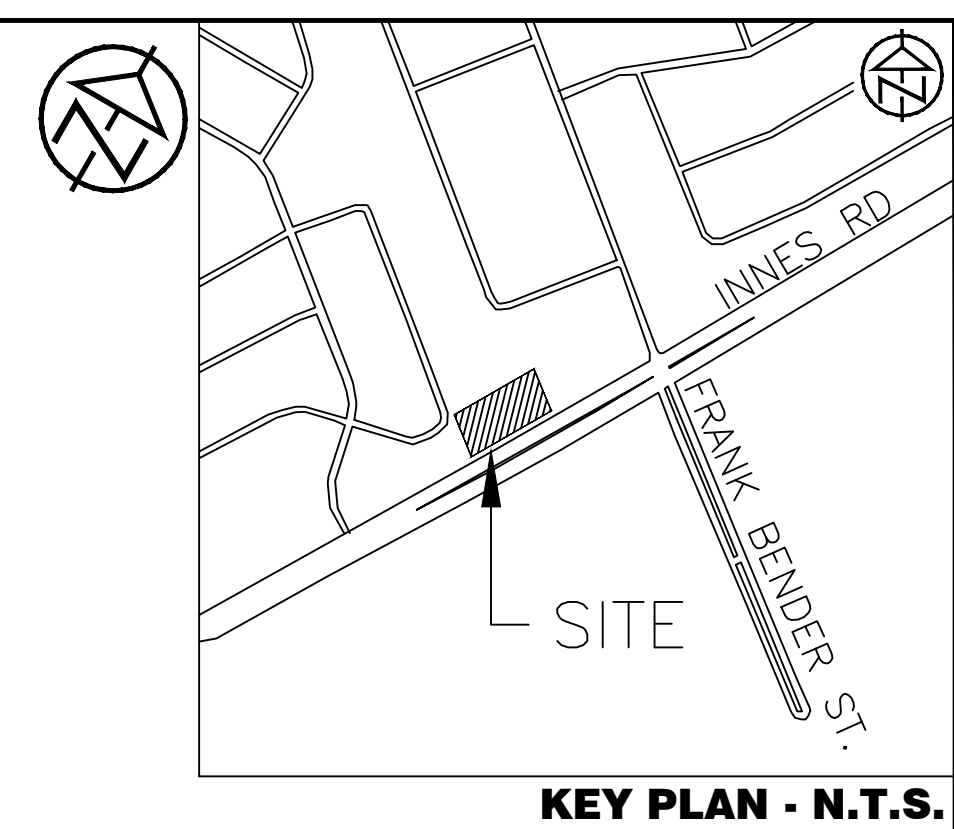 INNES RD
FRANK BENDER ST.
SITE
KEY PLAN - N.T.S.